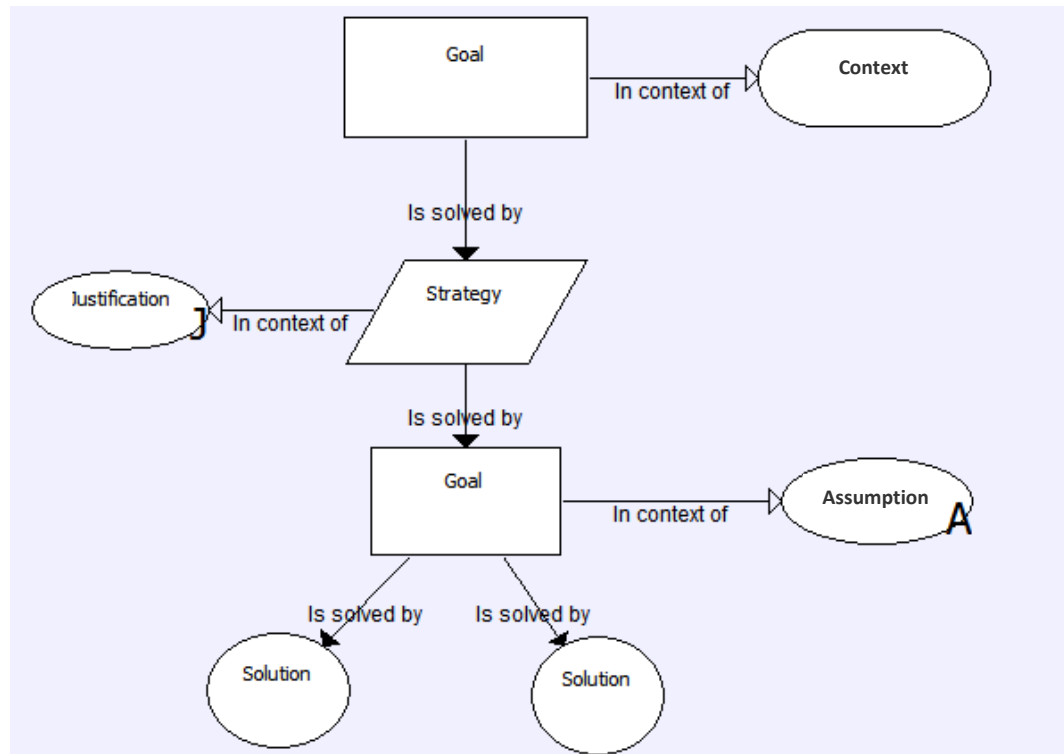 Goal
Context
In context of
Is solved by
Justification
J
Strategy
In context of
Is solved by
Goal
Assumption
A
In context of
Is solved by
Is solved by
Solution
Solution